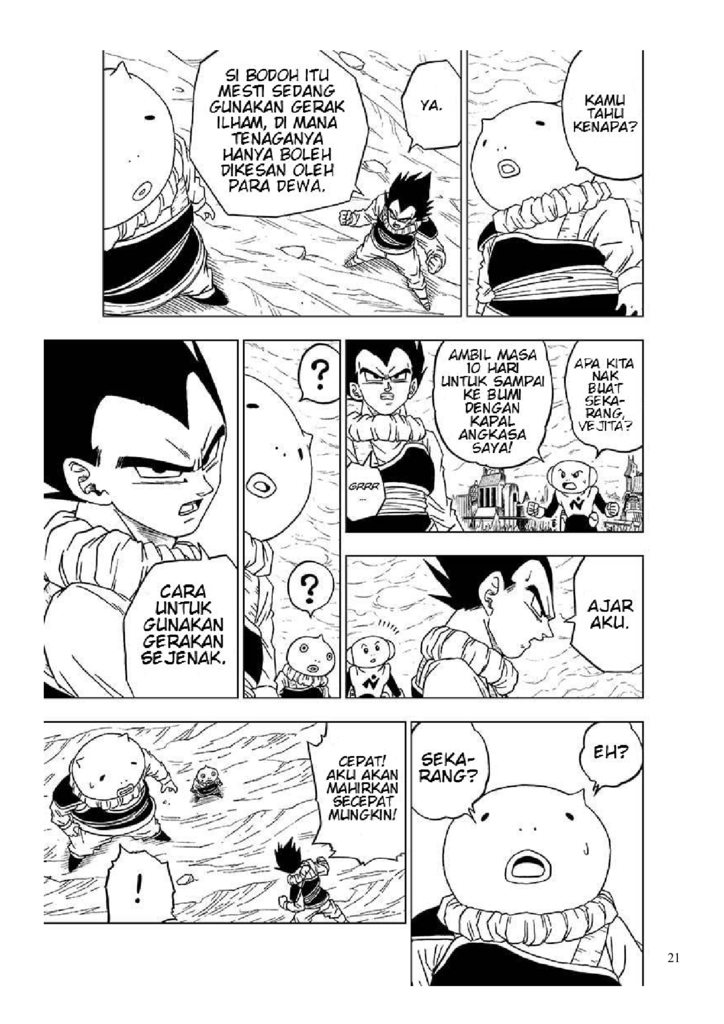 KAMU
TAHU
KENAPA?
YA.
SI BODOH ITU
MESTI SEDANG
GUNAKAN GERAK
ILHAM, DI MANA
TENAGANYA
HANYA BOLEH
DIKESAN OLEH
PARA DEWA.
APA KITA
NAK
BUAT
SEKA-
RANG,
VEJITA?
AMBIL MASA
10 HARI
UNTUK SAMPAI
KE BUMI
DENGAN
KAPAL
ANGKASA
SAYA!
GRRR
AJAR
AKU.
?
?
CARA
UNTUK
GUNAKAN
GERAKAN
SEJENAK.
EH?
SEKA-
RANG?
CEPAT!
AKU AKAN
MAHIRKAN
SECEPAT
MUNGKIN!
!
21